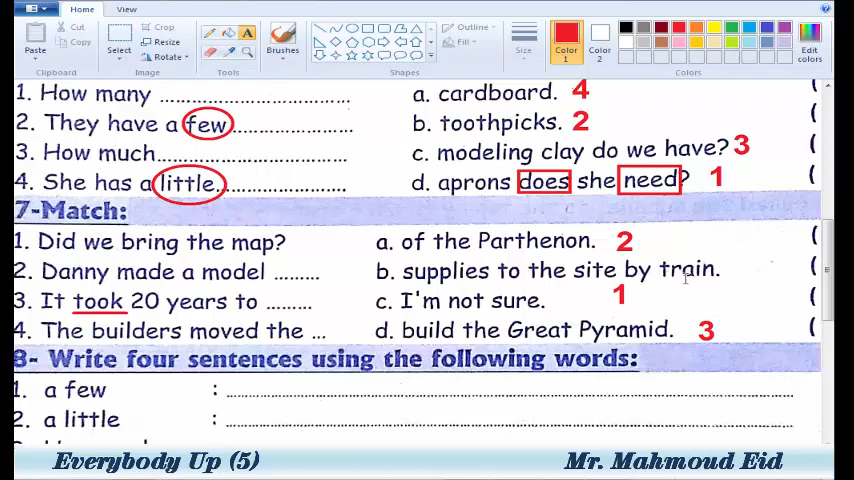 Home View
Paste
Cut
Copy
Clipboard
Select
Crop
Resize
Rotate
Image
A
Tools
Brushes
Shapes
Outline
Fill
Size
Color 1
Color 2
Colors
Edit colors
1. How many .................................... a. cardboard. 4 (
2. They have a few........................ b. toothpicks. 2 (
3. How much.................................... c. modeling clay do we have? 3 (
4. She has a little........................ d. aprons does she need? 1 (
7-Match:
1. Did we bring the map? a. of the Parthenon. 2 (
2. Danny made a model ......... b. supplies to the site by train. (
3. It took 20 years to ......... c. I'm not sure. 1 (
4. The builders moved the ... d. build the Great Pyramid. 3 (
8- Write four sentences using the following words:
1. a few : ................................................................
2. a little : ................................................................
Everybody Up (5) Mr. Mahmoud Eid